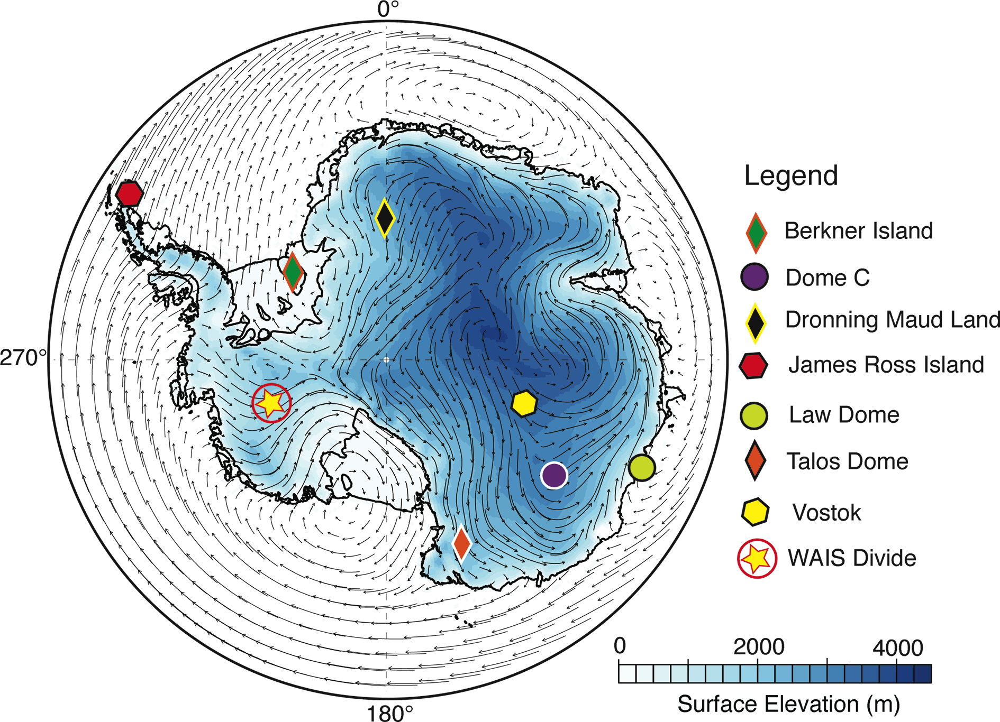 0°
270°
180°
Legend
Berkner Island
Dome C
Dronning Maud Land
James Ross Island
Law Dome
Talos Dome
Vostok
WAIS Divide
0 2000 4000
Surface Elevation (m)